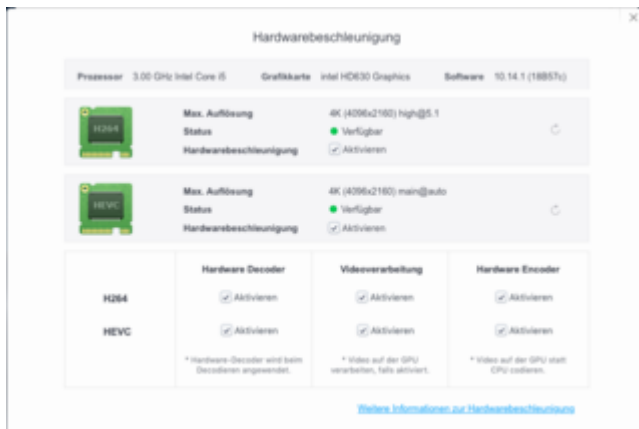 Hardwarebeschleunigung
Prozessor 3.00 GHz Intel Core i5 Grafikkarte intel HD630 Graphics Software 10.14.1 (18B57c)
H264
Max. Auflösung 4K (4096x2160) high@5.1
Status Verfügbar
Hardwarebeschleunigung Aktivieren
HEVC
Max. Auflösung 4K (4096x2160) main@auto
Status Verfügbar
Hardwarebeschleunigung Aktivieren
Hardware Decoder Videoverarbeitung Hardware Encoder
H264 Aktivieren Aktivieren Aktivieren
HEVC Aktivieren Aktivieren Aktivieren
* Hardware-Decoder wird beim * Video auf der GPU * Video auf der GPU statt
Decodieren angewendet. verarbeiten, falls aktiviert. CPU codieren.
Weitere Informationen zur Hardwarebeschleunigung